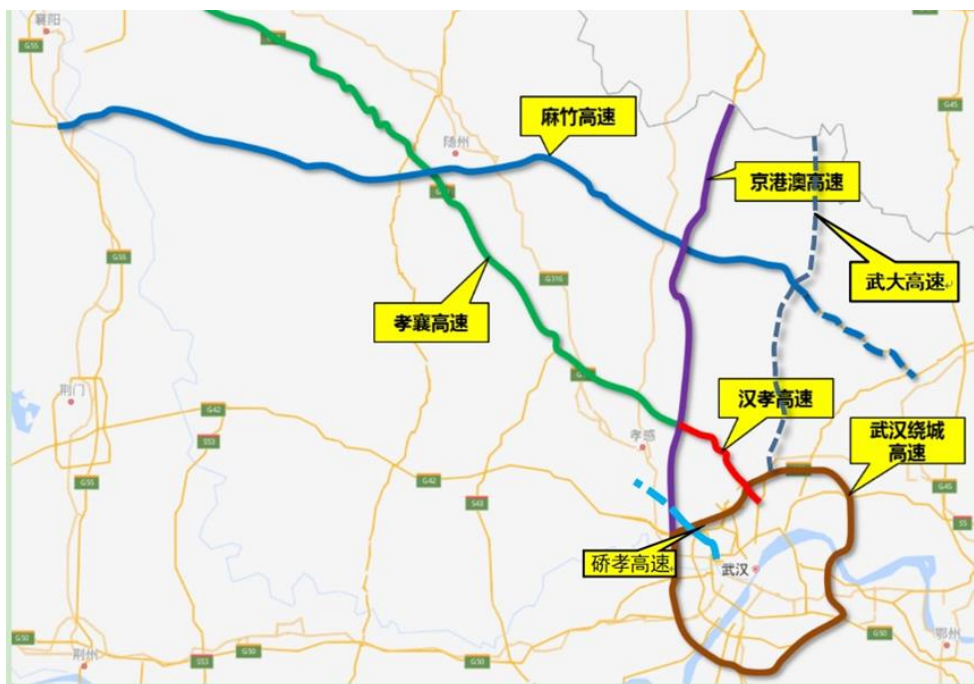 襄阳
G55
G45
麻竹高速
随州
京港澳高速
G55
G316
武大高速
孝襄高速
荆门
汉孝高速
G42
S53
孝感
武汉绕城
高速
G42
G55
S43
G45
S5
硚孝高速
武汉
G50
G50
S53
G50
G50
鄂州
荆州